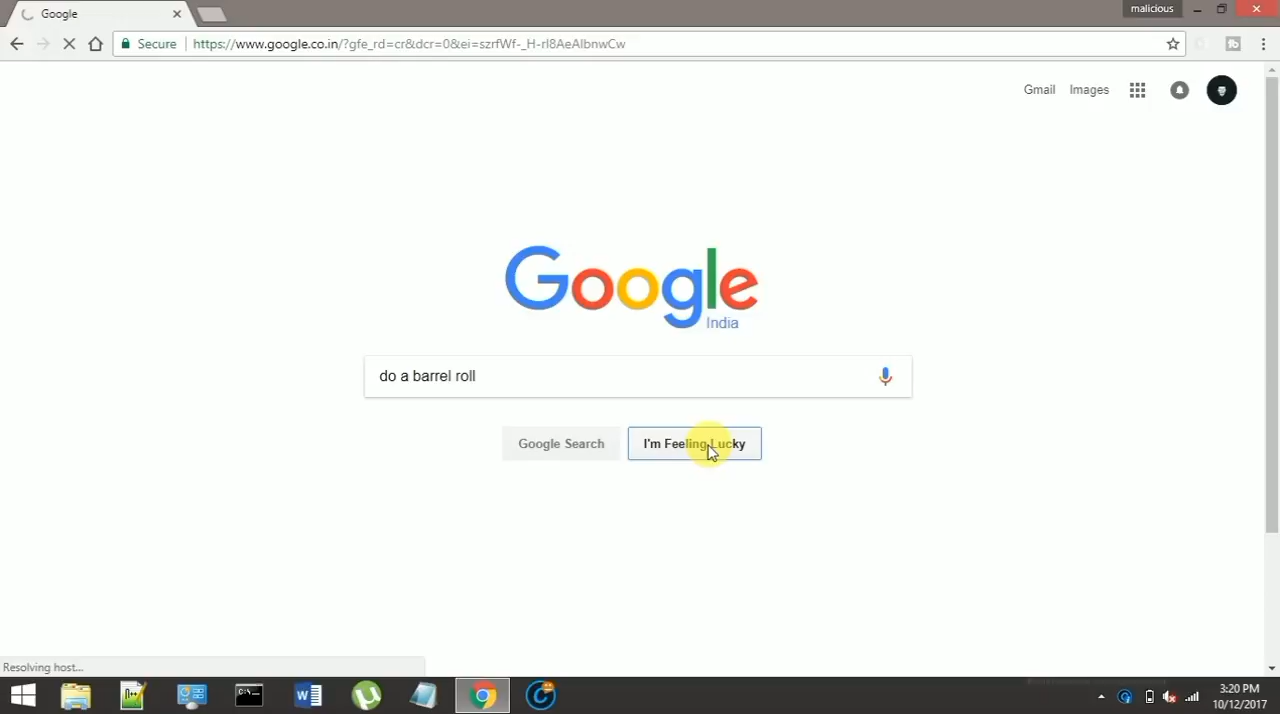 Google
malicious
Secure
https://www.google.co.in/?gfe_rd=cr&dcr=0&ei=szrfWf-_H-rI8AeAlbnwCw
Gmail
Images
Google
India
do a barrel roll
Google Search
I'm Feeling Lucky
Resolving host...
3:20 PM
10/12/2017